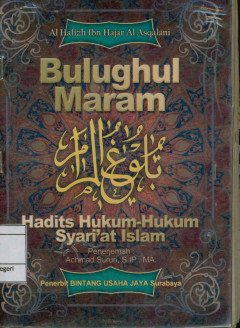 Al Hafizh Ibn Hajar Al Asqalani
Bulughul
Maram
بلوغ المرام
Hadits Hukum-Hukum
Syari'at Islam
Penerjemah
Achmad Sunan, S.IP, MA
Penerbit BINTANG USAHA JAYA Surabaya